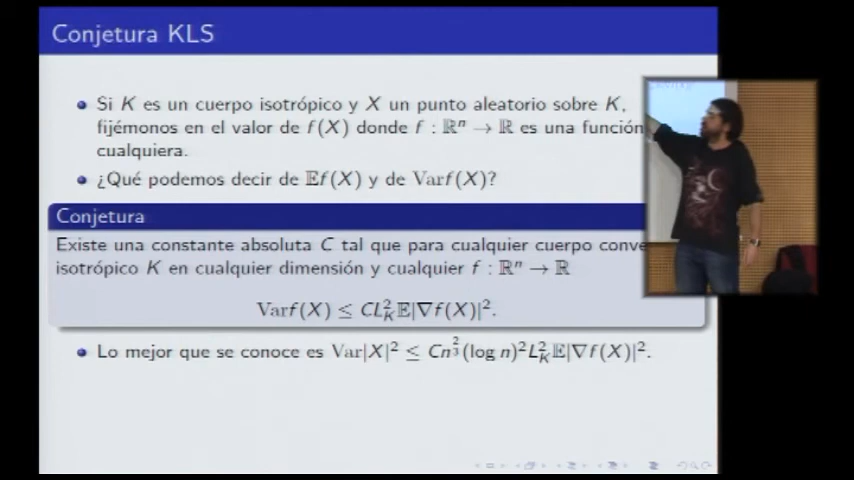 Conjetura KLS
Si K es un cuerpo isotrópico y X un punto aleatorio sobre K,
fijémonos en el valor de f(X) donde f : ℝⁿ → ℝ es una función
cualquiera.
¿Qué podemos decir de 𝔼f(X) y de Varf(X)?
Conjetura
Existe una constante absoluta C tal que para cualquier cuerpo conve
isotrópico K en cualquier dimensión y cualquier f : ℝⁿ → ℝ
Varf(X) ≤ CL²_K𝔼|∇f(X)|².
Lo mejor que se conoce es Var|X|² ≤ Cn^{2/3}(log n)²L²_K𝔼|∇f(X)|².